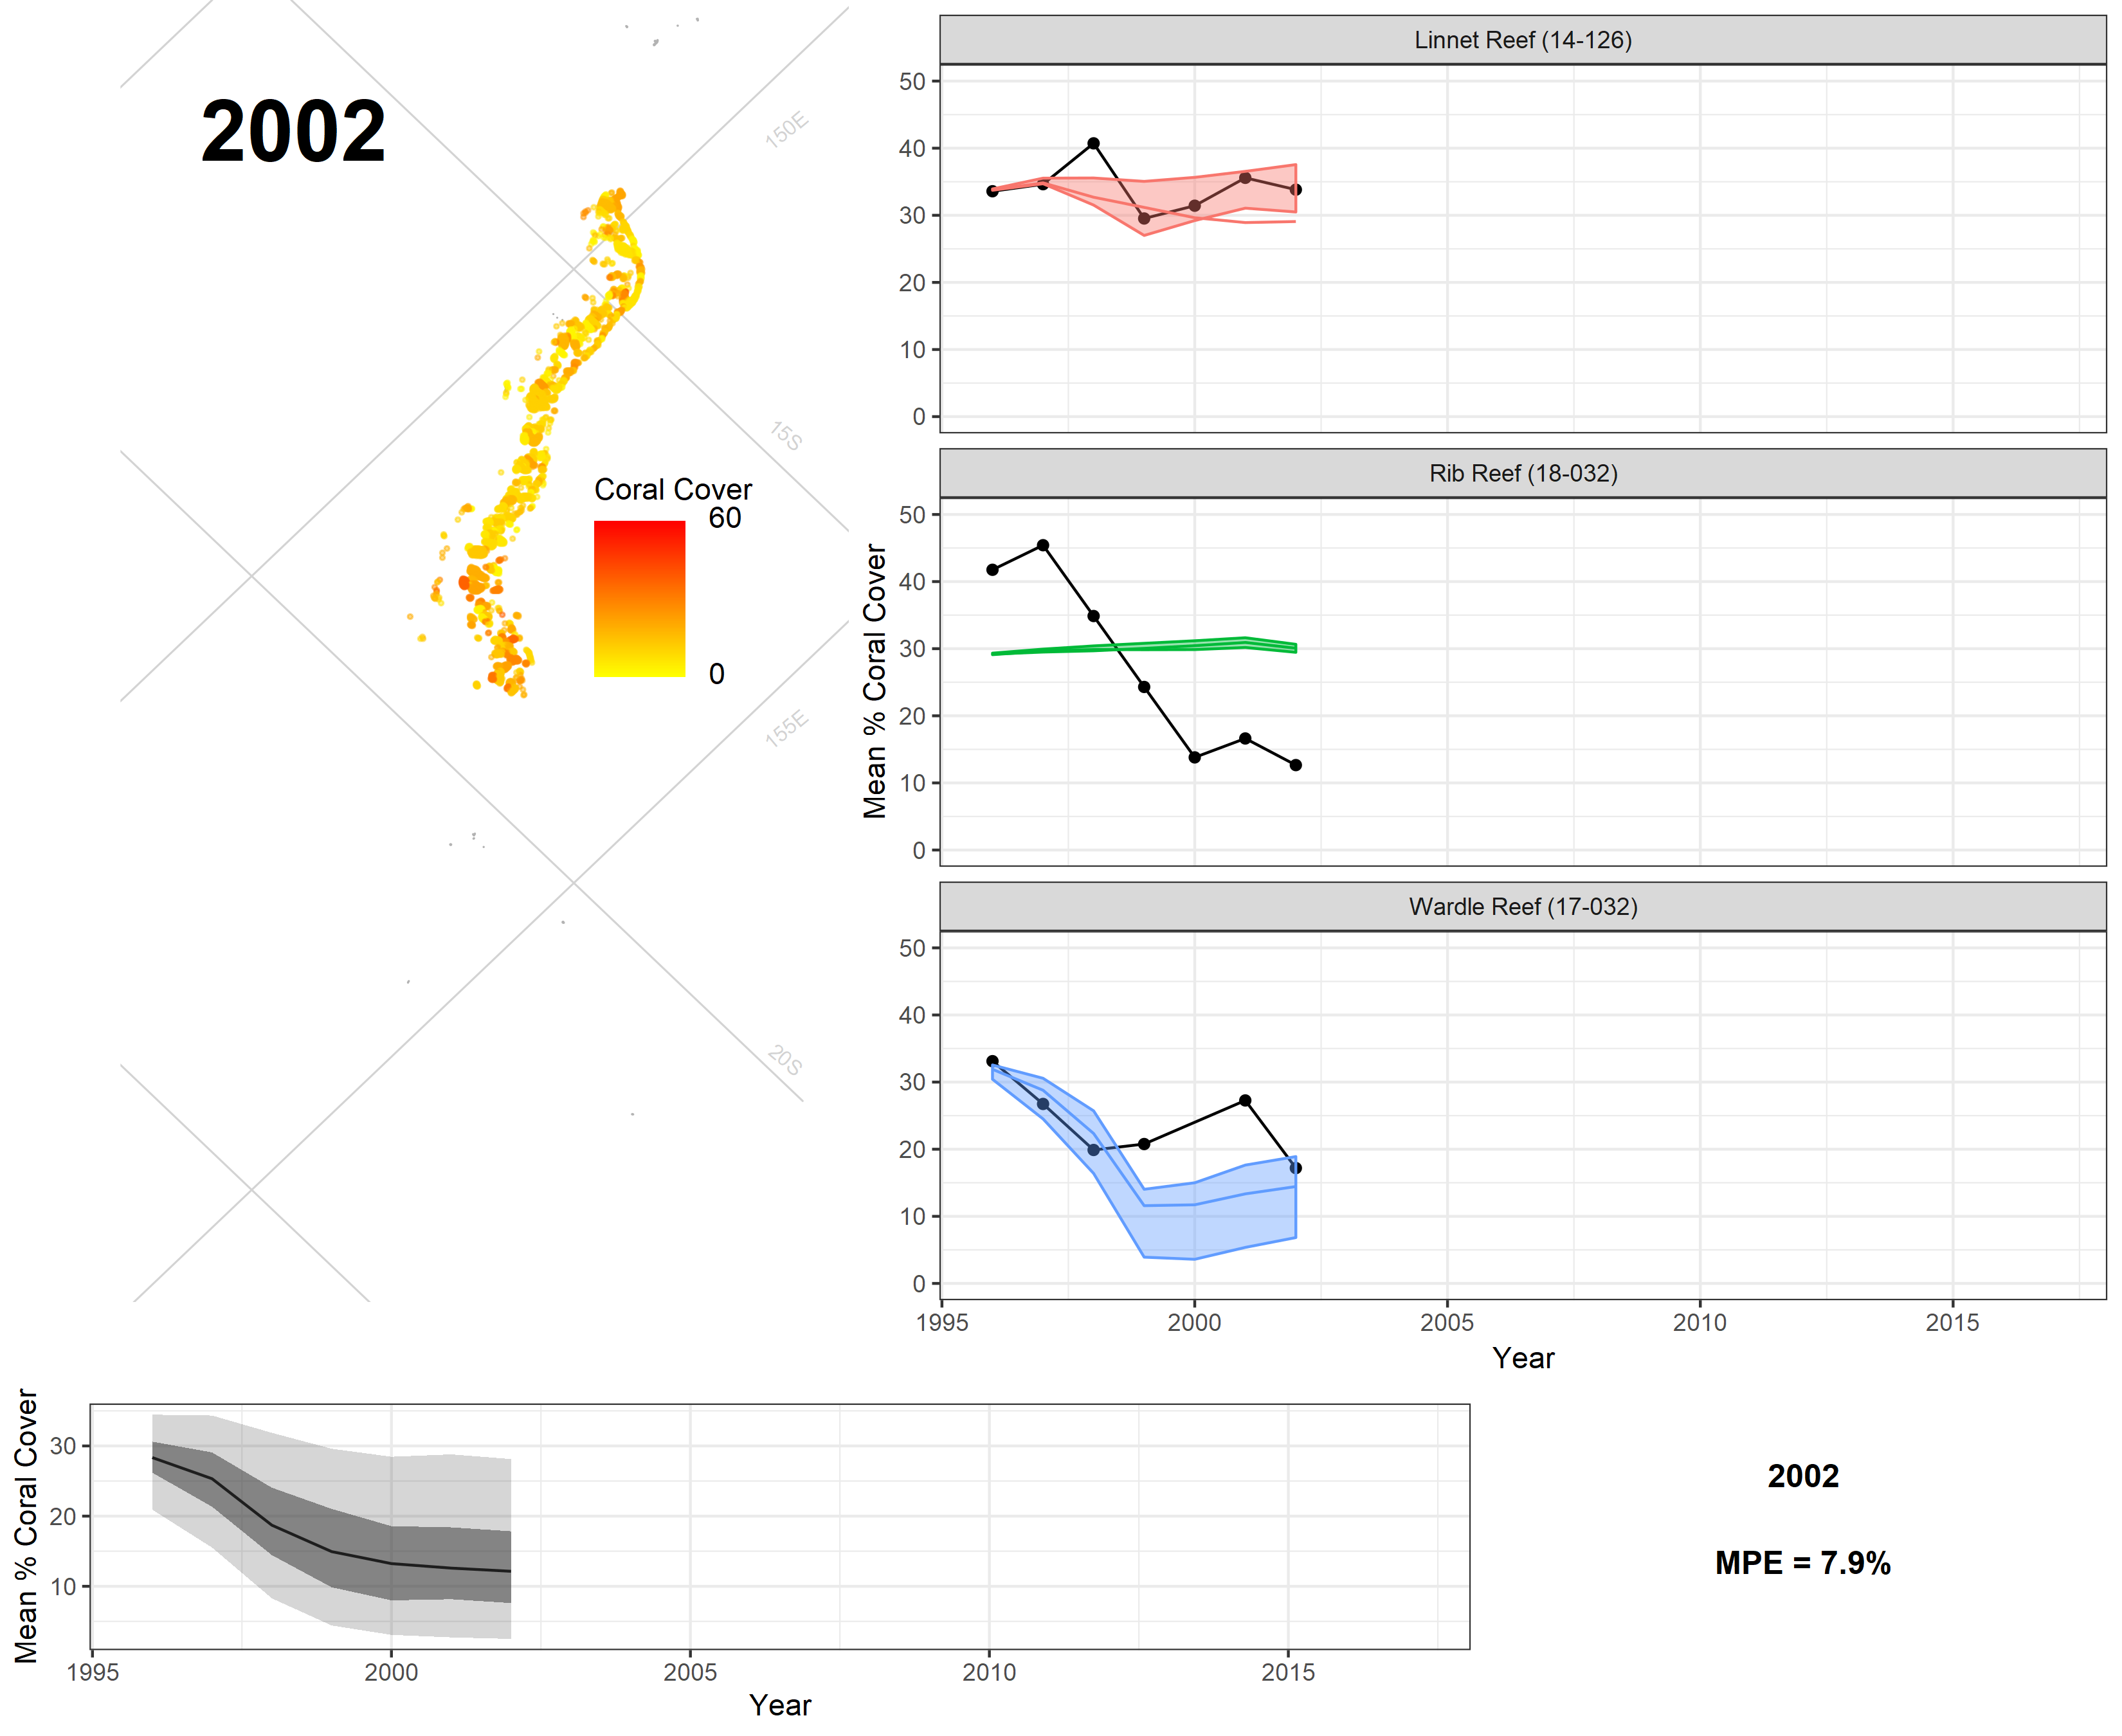 2002
150E
15S
155E
20S
Coral Cover
60
0
Linnet Reef (14-126)
50
40
30
20
10
0
Rib Reef (18-032)
50
40
30
20
10
0
Mean % Coral Cover
Wardle Reef (17-032)
50
40
30
20
10
0
1995 2000 2005 2010 2015
Year
Mean % Coral Cover
30
20
10
1995 2000 2005 2010 2015
Year
2002
MPE = 7.9%